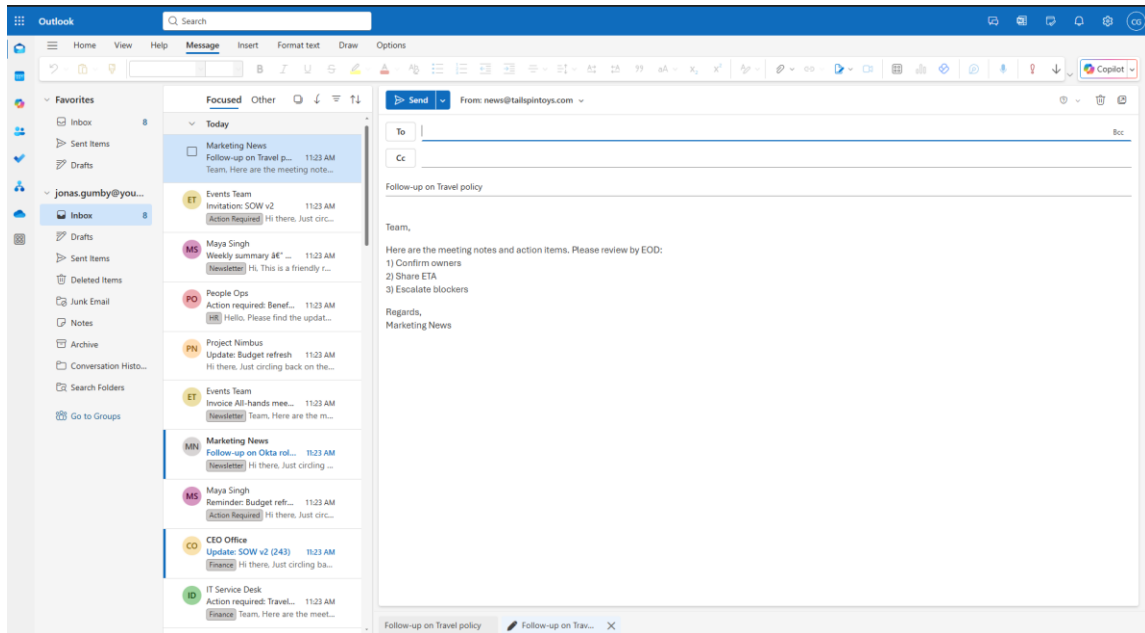 Outlook
Search
CG
Home View Help Message Insert Format text Draw Options
Copilot
Favorites
Inbox 8
Sent Items
Drafts
jonas.gumby@you...
Inbox 8
Drafts
Sent Items
Deleted Items
Junk Email
Notes
Archive
Conversation Histo...
Search Folders
Go to Groups
Focused Other
Today
Marketing News
Follow-up on Travel p... 11:23 AM
Team, Here are the meeting note...
ET
Events Team
Invitation: SOW v2 11:23 AM
Action Required Hi there, Just circ...
MS
Maya Singh
Weekly summary â€" ... 11:23 AM
Newsletter Hi, This is a friendly r...
PO
People Ops
Action required: Benef... 11:23 AM
HR Hello, Please find the updat...
PN
Project Nimbus
Update: Budget refresh 11:23 AM
Hi there, Just circling back on the...
ET
Events Team
Invoice All-hands mee... 11:23 AM
Newsletter Team, Here are the m...
MN
Marketing News
Follow-up on Okta rol... 11:23 AM
Newsletter Hi there, Just circling ...
MS
Maya Singh
Reminder: Budget refr... 11:23 AM
Action Required Hi there, Just circ...
CO
CEO Office
Update: SOW v2 (243) 11:23 AM
Finance Hi there, Just circling ba...
ID
IT Service Desk
Action required: Travel... 11:23 AM
Finance Team, Here are the meet...
Send From: news@tailspintoys.com
To Bcc
Cc
Follow-up on Travel policy
Team,
Here are the meeting notes and action items. Please review by EOD:
1) Confirm owners
2) Share ETA
3) Escalate blockers
Regards,
Marketing News
Follow-up on Travel policy Follow-up on Trav...